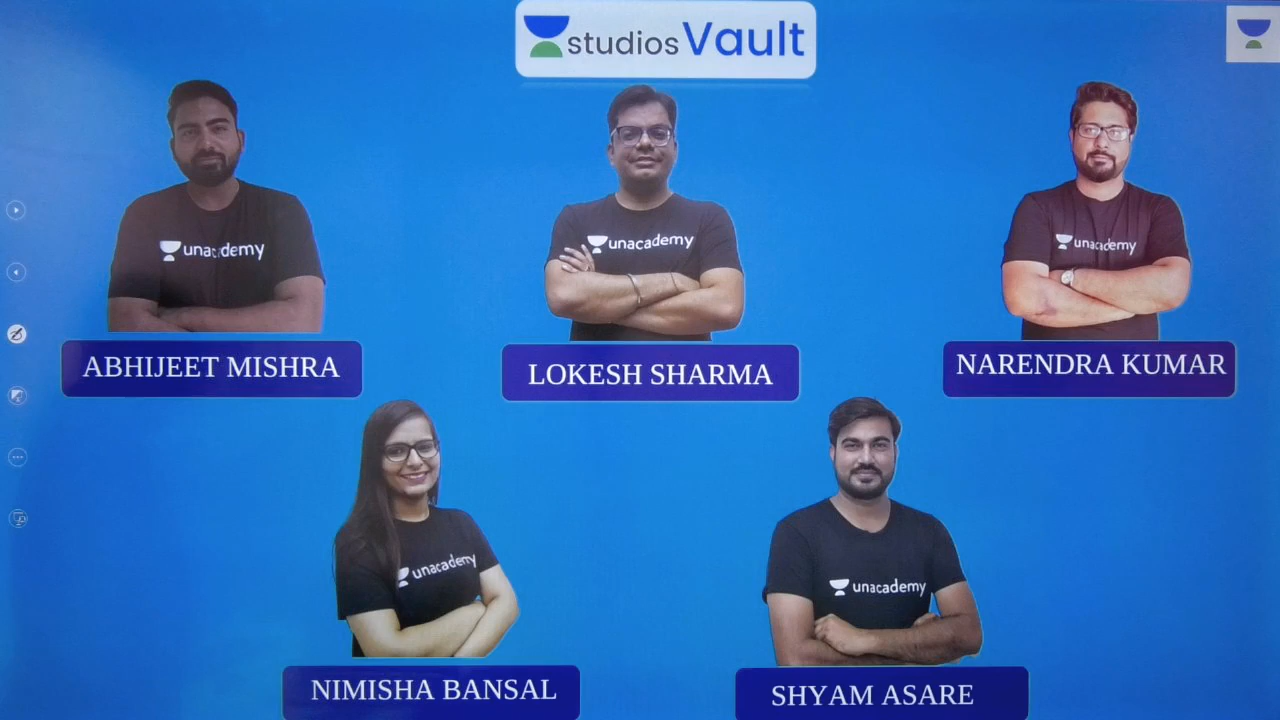 studios Vault
unacademy
unacademy
unacademy
ABHIJEET MISHRA
LOKESH SHARMA
NARENDRA KUMAR
unacademy
unacademy
NIMISHA BANSAL
SHYAM ASARE